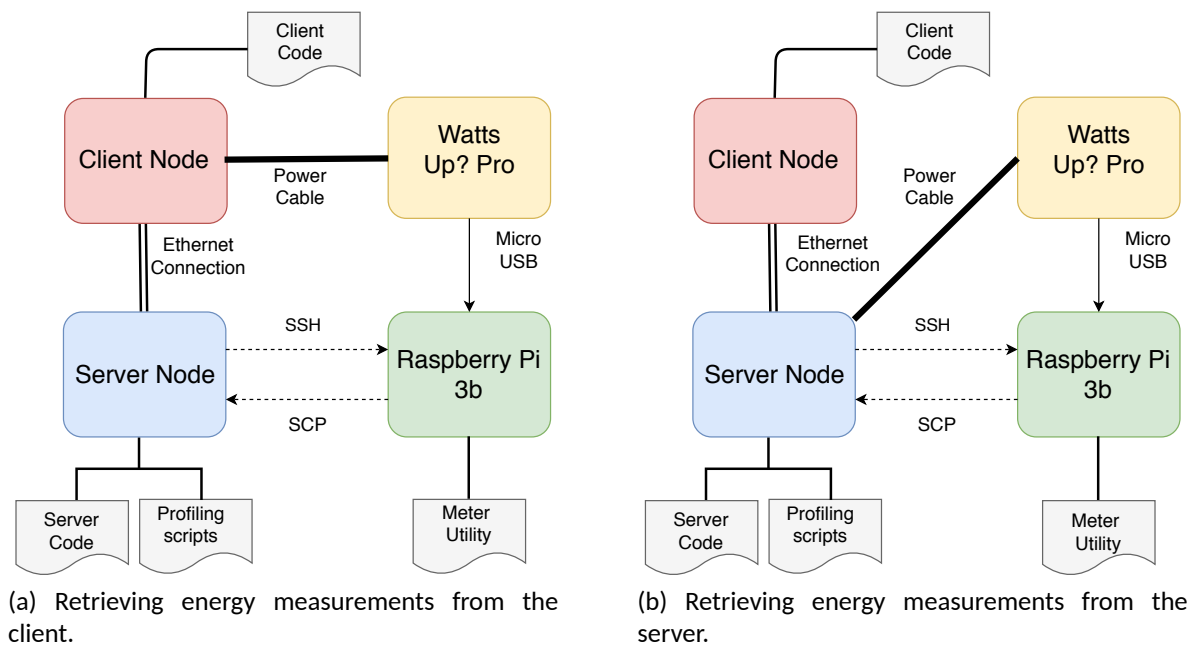 Client
Code
Client Node
Watts
Up? Pro
Power
Cable
Ethernet
Connection
Micro
USB
SSH
Server Node
Raspberry Pi
3b
SCP
Server
Code
Profiling
scripts
Meter
Utility
(a) Retrieving energy measurements from the
client.
Client
Code
Client Node
Watts
Up? Pro
Power
Cable
Ethernet
Connection
Micro
USB
SSH
Server Node
Raspberry Pi
3b
SCP
Server
Code
Profiling
scripts
Meter
Utility
(b) Retrieving energy measurements from the
server.